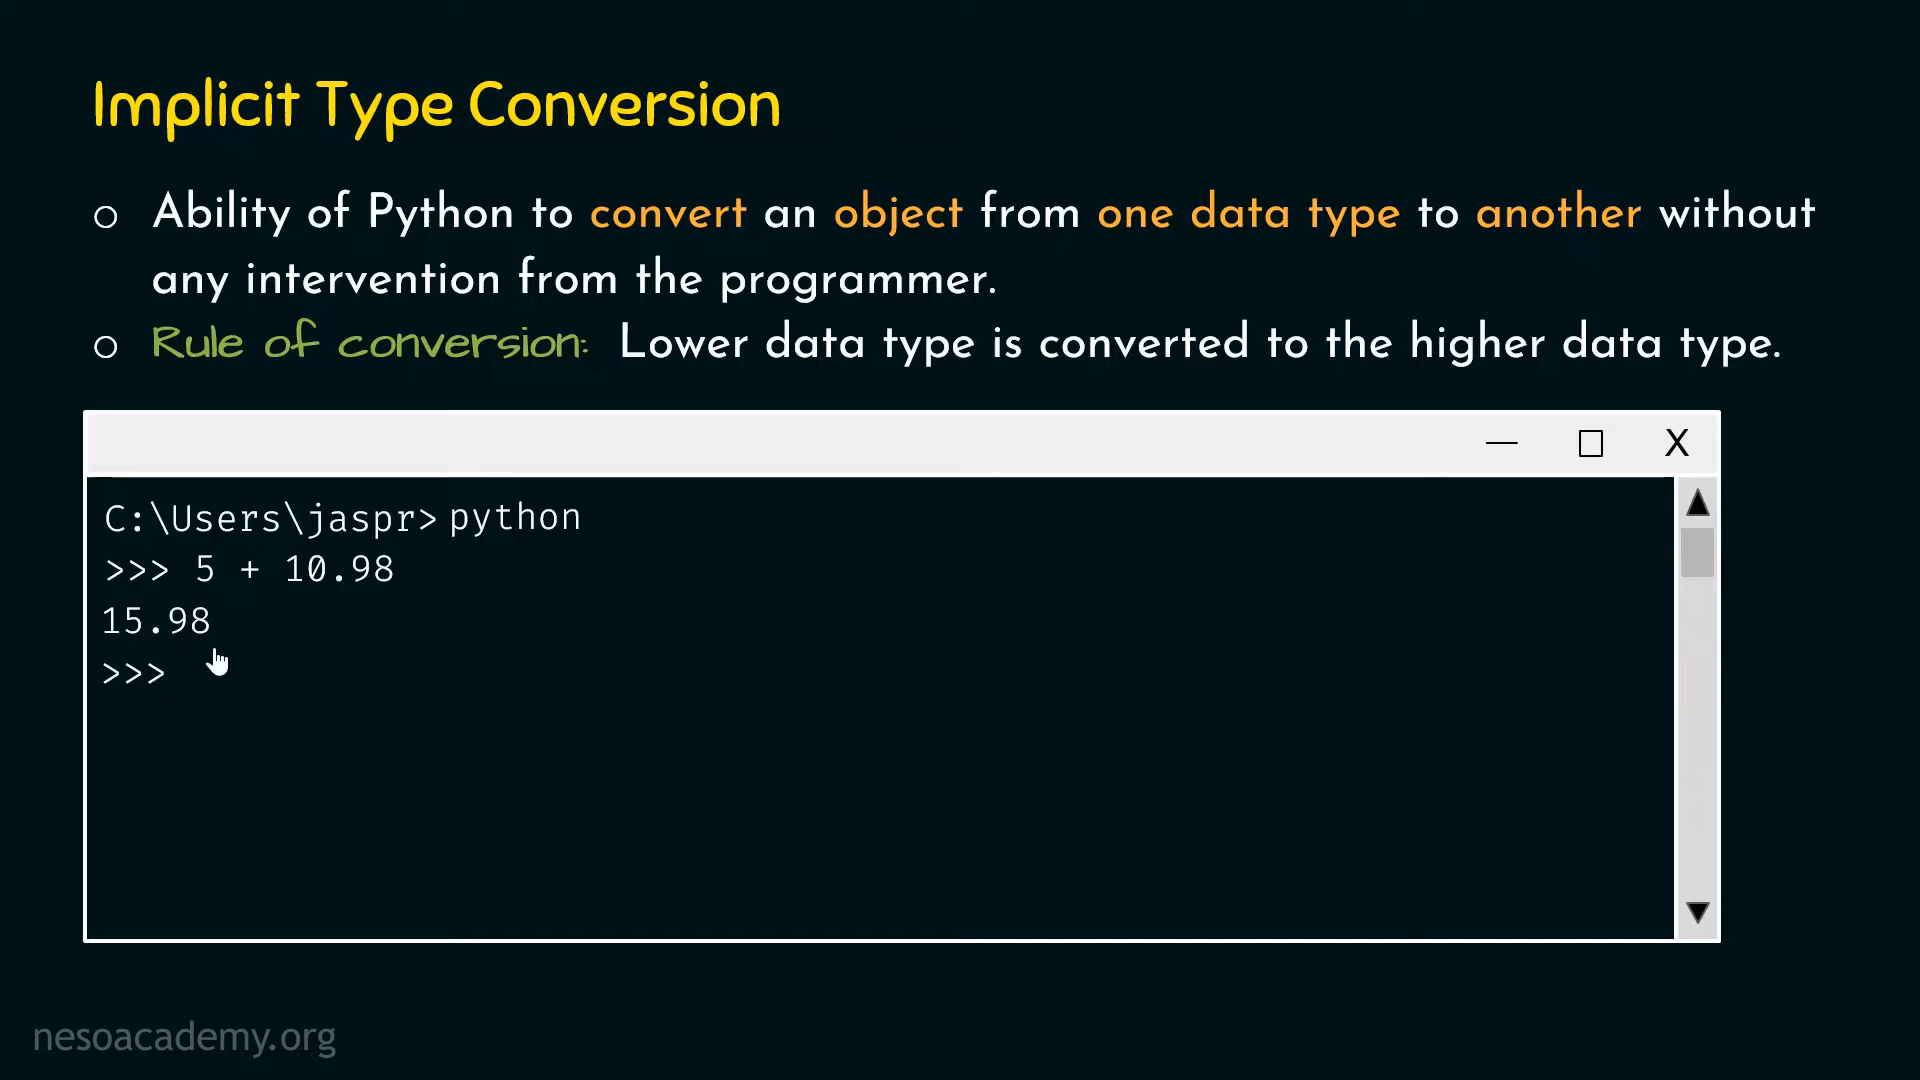 Implicit Type Conversion
Ability of Python to convert an object from one data type to another without
any intervention from the programmer.
Rule of conversion: Lower data type is converted to the higher data type.
X
C:\Users\jaspr> python
>>> 5 + 10.98
15.98
>>>
nesoacademy.org